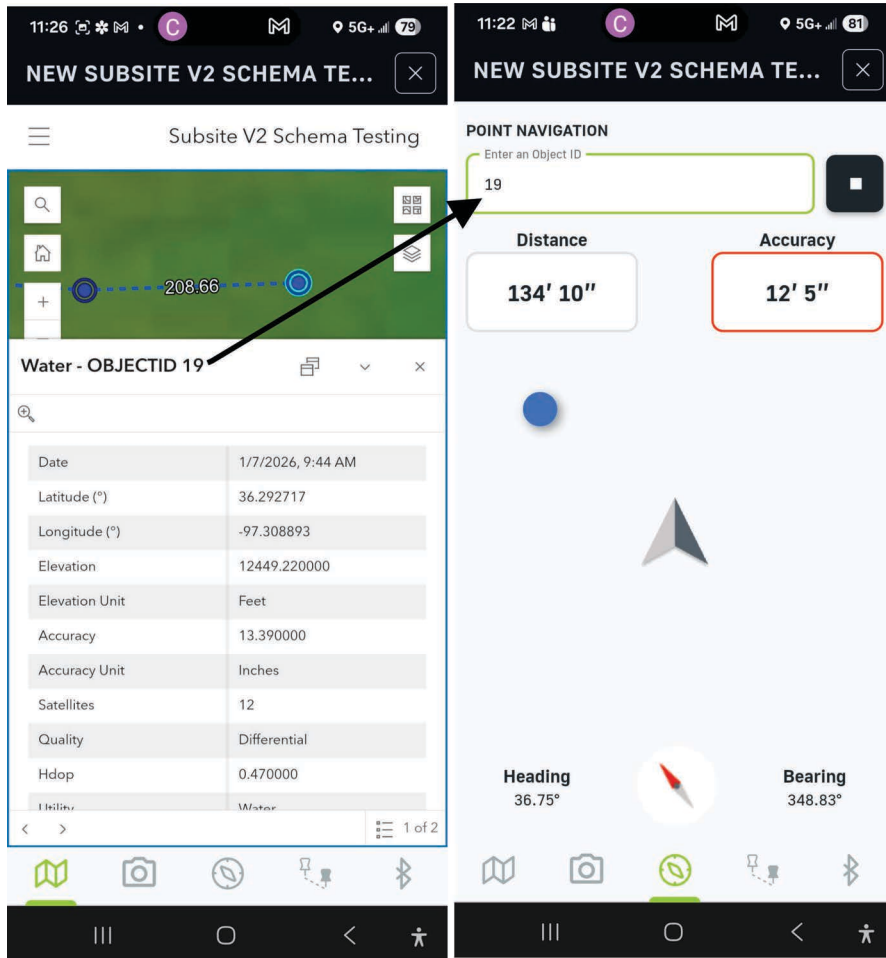 11:26
C
5G+
79
NEW SUBSITE V2 SCHEMA TE...
Subsite V2 Schema Testing
208.66
Water - OBJECTID 19
Date 1/7/2026, 9:44 AM
Latitude (°) 36.292717
Longitude (°) -97.308893
Elevation 12449.220000
Elevation Unit Feet
Accuracy 13.390000
Accuracy Unit Inches
Satellites 12
Quality Differential
Hdop 0.470000
Utility Water
1 of 2
11:22
C
5G+
81
NEW SUBSITE V2 SCHEMA TE...
POINT NAVIGATION
Enter an Object ID
19
Distance Accuracy
134′ 10″ 12′ 5″
Heading Bearing
36.75° 348.83°